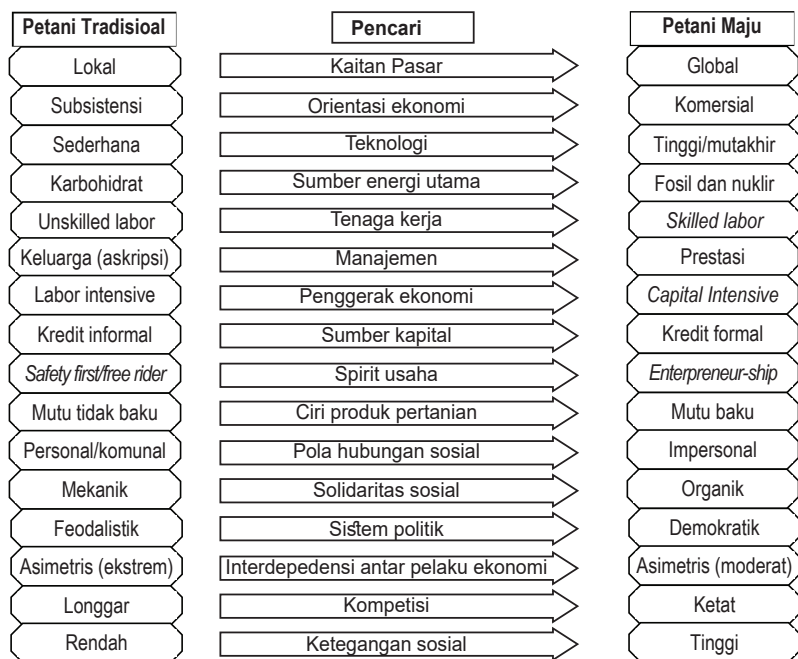 Petani Tradisioal Pencari Petani Maju
Lokal Kaitan Pasar Global
Subsistensi Orientasi ekonomi Komersial
Sederhana Teknologi Tinggi/mutakhir
Karbohidrat Sumber energi utama Fosil dan nuklir
Unskilled labor Tenaga kerja Skilled labor
Keluarga (askripsi) Manajemen Prestasi
Labor intensive Penggerak ekonomi Capital Intensive
Kredit informal Sumber kapital Kredit formal
Safety first/free rider Spirit usaha Enterpreneur-ship
Mutu tidak baku Ciri produk pertanian Mutu baku
Personal/komunal Pola hubungan sosial Impersonal
Mekanik Solidaritas sosial Organik
Feodalistik Sistem politik Demokratik
Asimetris (ekstrem) Interdepedensi antar pelaku ekonomi Asimetris (moderat)
Longgar Kompetisi Ketat
Rendah Ketegangan sosial Tinggi